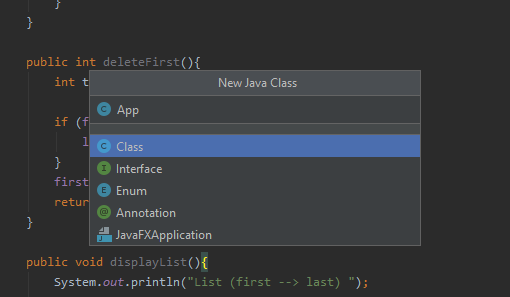 }
}
public int deleteFirst(){
int t
if (f
l
}
first
return
}
New Java Class
C App
C Class
I Interface
E Enum
@ Annotation
JavaFXApplication
public void displayList(){
System.out.println("List (first --> last) ");